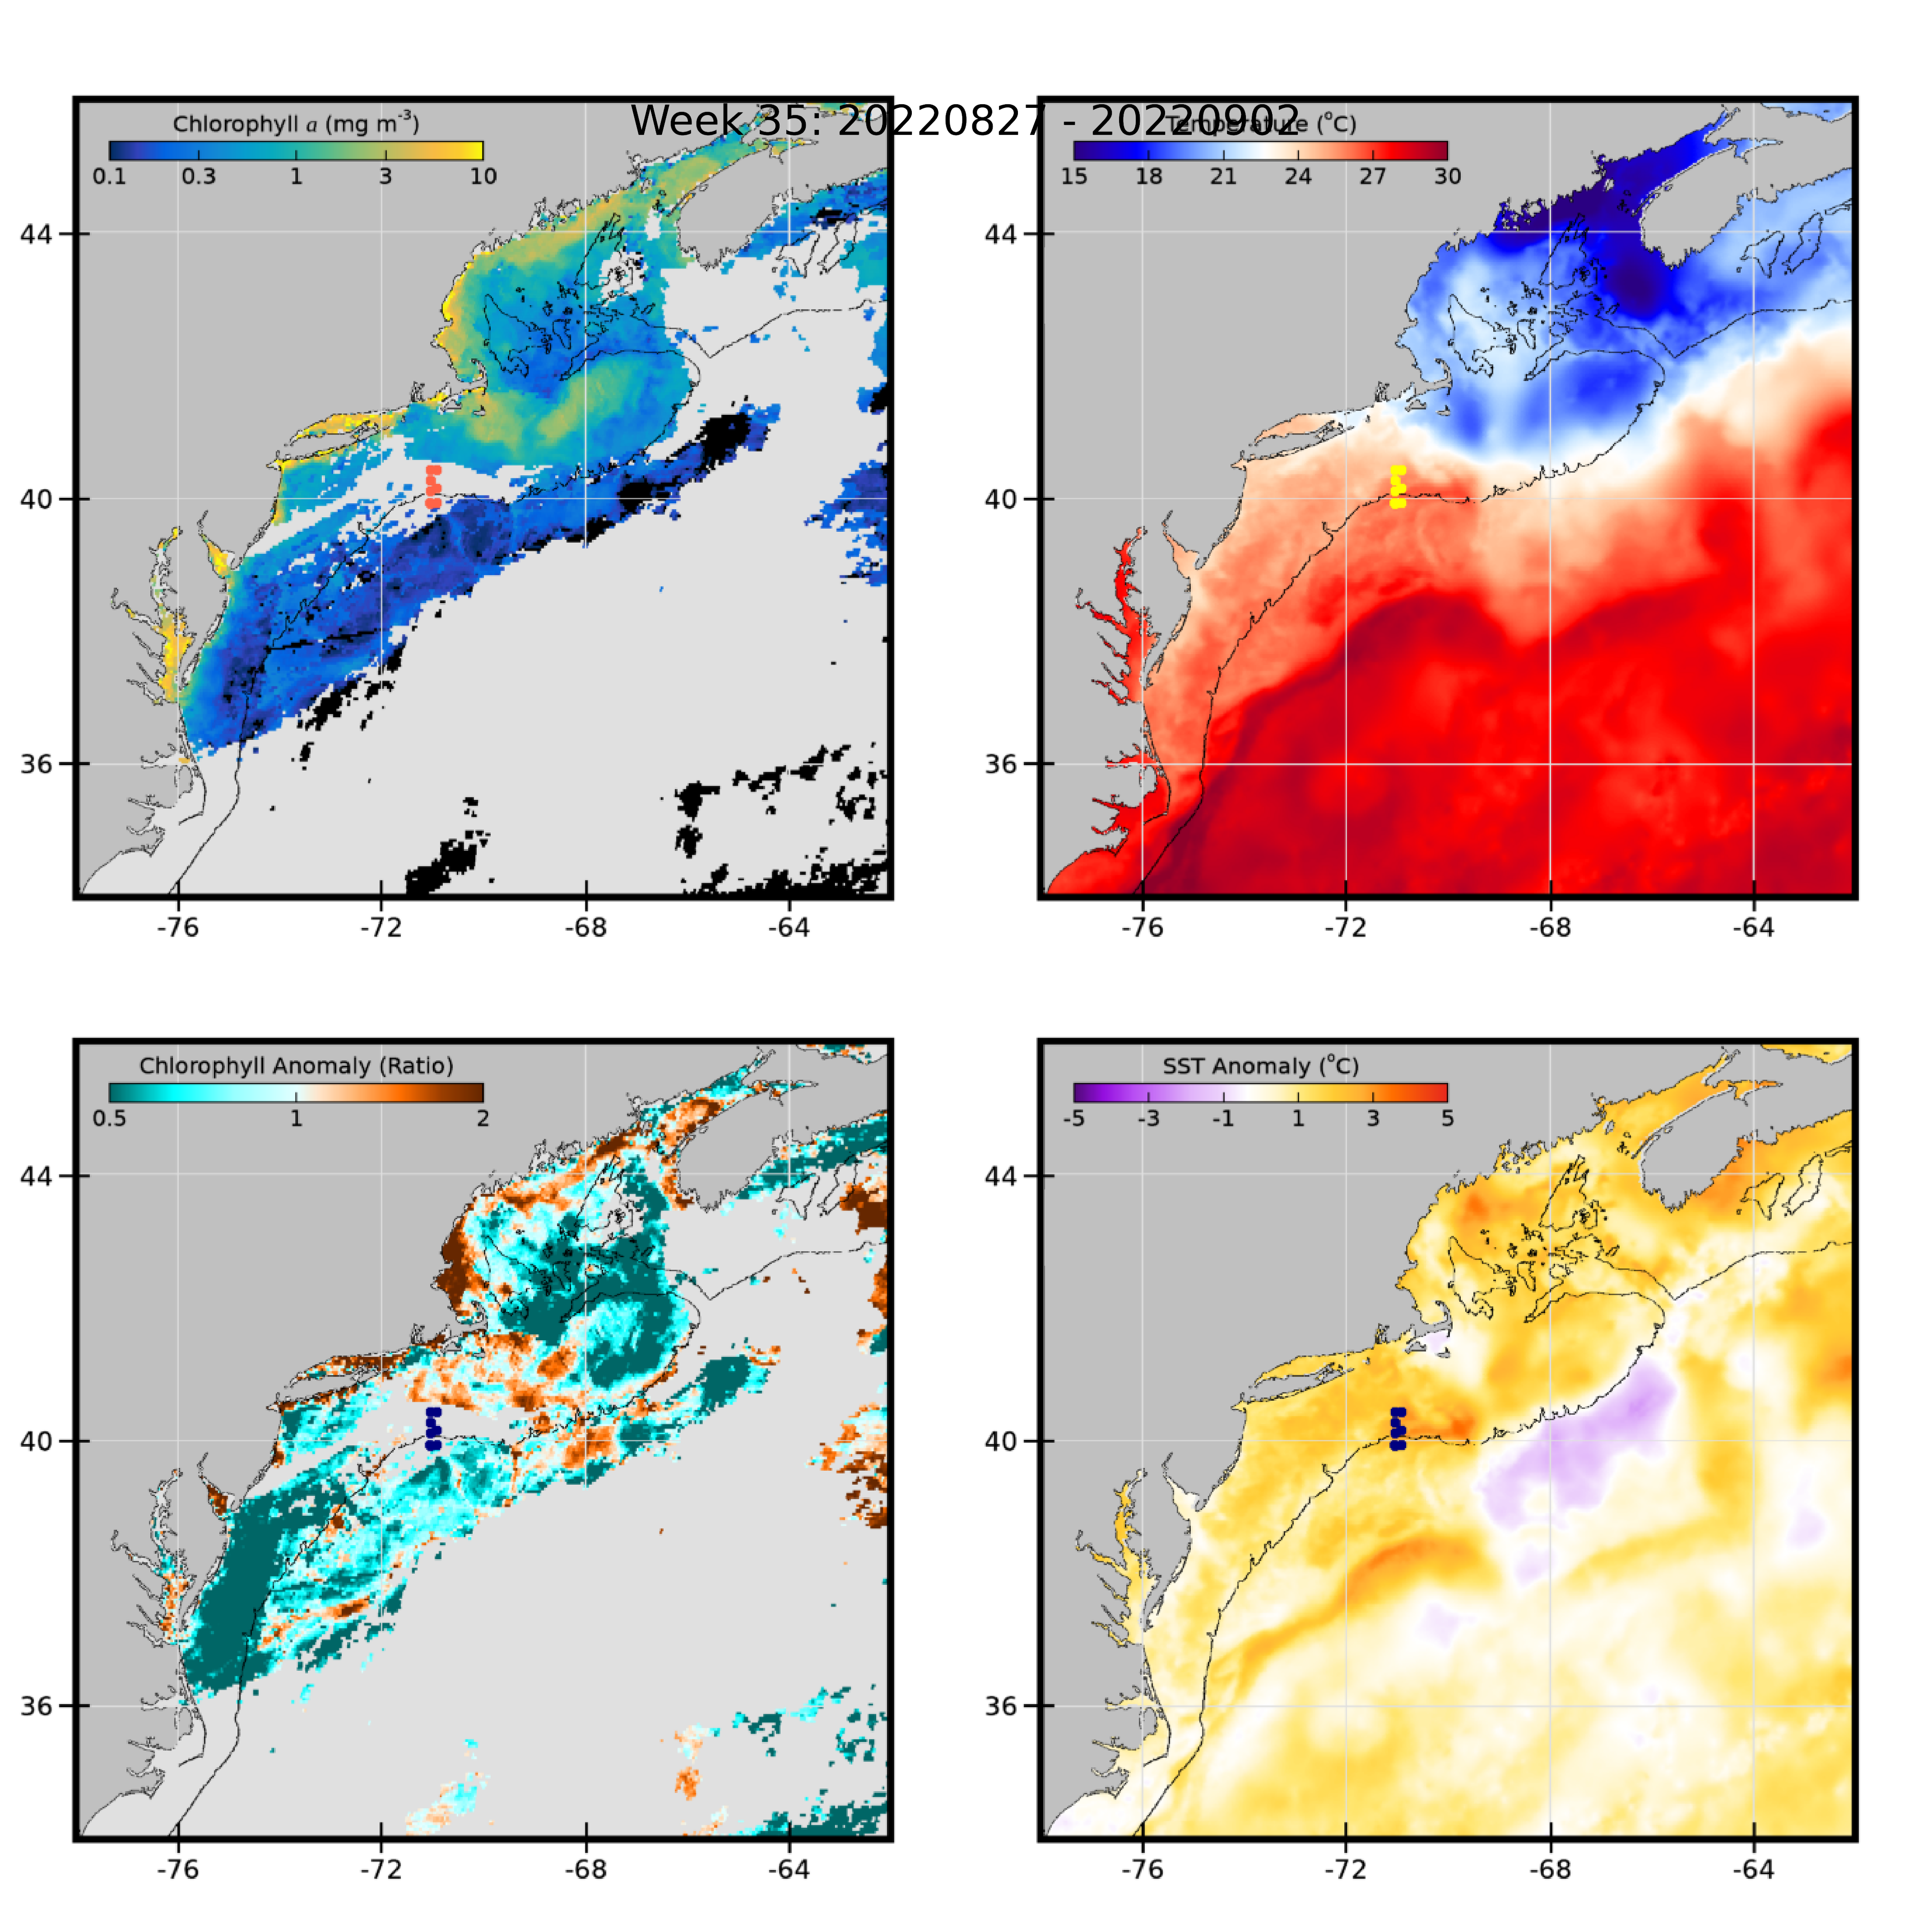 Week 35: 20220827 - 20220902
Chlorophyll a (mg m-3)
0.1 0.3 1 3 10
44
40
36
-76 -72 -68 -64
Temperature (oC)
15 18 21 24 27 30
44
40
36
-76 -72 -68 -64
Chlorophyll Anomaly (Ratio)
0.5 1 2
44
40
36
-76 -72 -68 -64
SST Anomaly (oC)
-5 -3 -1 1 3 5
44
40
36
-76 -72 -68 -64